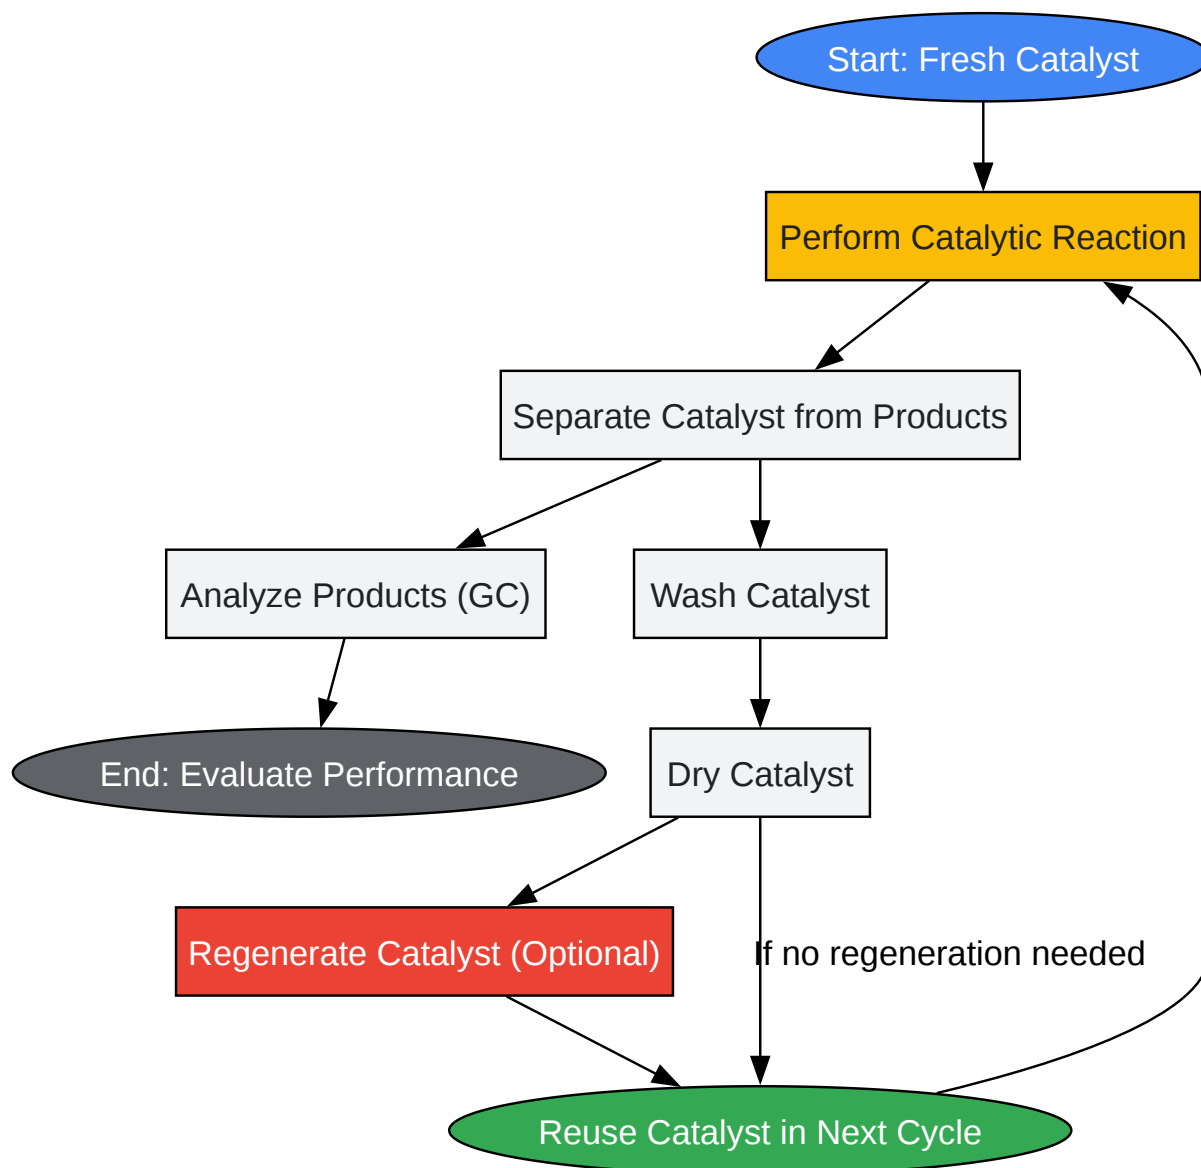 Start: Fresh Catalyst
Perform Catalytic Reaction
Separate Catalyst from Products
Analyze Products (GC)
Wash Catalyst
End: Evaluate Performance
Dry Catalyst
Regenerate Catalyst (Optional)
If no regeneration needed
Reuse Catalyst in Next Cycle